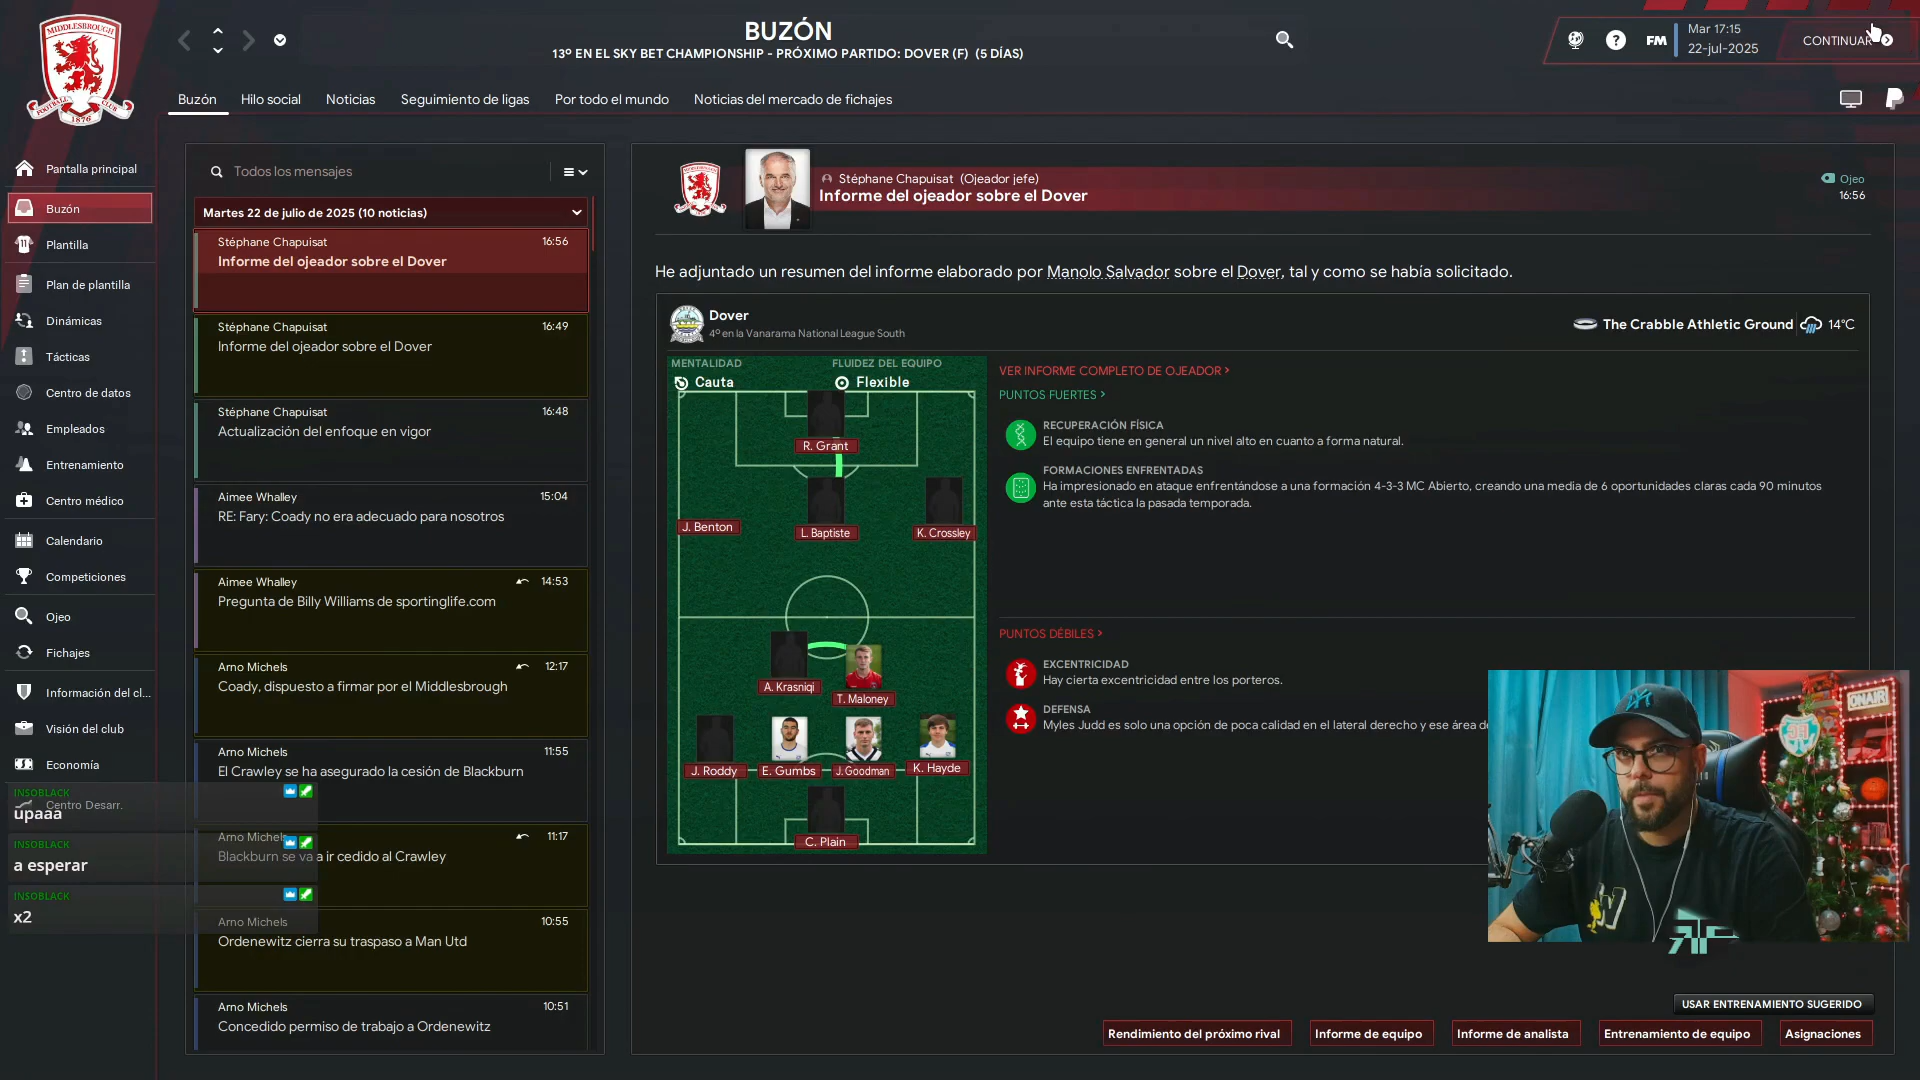 MIDDLESBROUGH
FOOTBALL CLUB
1876
BUZÓN
13º EN EL SKY BET CHAMPIONSHIP - PRÓXIMO PARTIDO: DOVER (F) (5 DÍAS)
FM
Mar 17:15
22-jul-2025
CONTINUAR
Buzón
Hilo social
Noticias
Seguimiento de ligas
Por todo el mundo
Noticias del mercado de fichajes
Pantalla principal
Buzón
Plantilla
Plan de plantilla
Dinámicas
Tácticas
Centro de datos
Empleados
Entrenamiento
Centro médico
Calendario
Competiciones
Ojeo
Fichajes
Información del cl...
Visión del club
Economía
Centro Desarr.
INSOBLACK
upaaa
INSOBLACK
a esperar
INSOBLACK
x2
Todos los mensajes
Martes 22 de julio de 2025 (10 noticias)
Stéphane Chapuisat 16:56
Informe del ojeador sobre el Dover
Stéphane Chapuisat 16:49
Informe del ojeador sobre el Dover
Stéphane Chapuisat 16:48
Actualización del enfoque en vigor
Aimee Whalley 15:04
RE: Fary: Coady no era adecuado para nosotros
Aimee Whalley 14:53
Pregunta de Billy Williams de sportinglife.com
Arno Michels 12:17
Coady, dispuesto a firmar por el Middlesbrough
Arno Michels 11:55
El Crawley se ha asegurado la cesión de Blackburn
Arno Michels 11:17
Blackburn se va a ir cedido al Crawley
Arno Michels 10:55
Ordenewitz cierra su traspaso a Man Utd
Arno Michels 10:51
Concedido permiso de trabajo a Ordenewitz
Stéphane Chapuisat (Ojeador jefe)
Informe del ojeador sobre el Dover
Ojeo
16:56
He adjuntado un resumen del informe elaborado por Manolo Salvador sobre el Dover, tal y como se había solicitado.
Dover
4º en la Vanarama National League South
The Crabble Athletic Ground
14°C
MENTALIDAD
Cauta
FLUIDEZ DEL EQUIPO
Flexible
R. Grant
J. Benton
L. Baptiste
K. Crossley
A. Krasniqi
T. Maloney
J. Roddy
E. Gumbs
J. Goodman
K. Hayde
C. Plain
VER INFORME COMPLETO DE OJEADOR >
PUNTOS FUERTES >
RECUPERACIÓN FÍSICA
El equipo tiene en general un nivel alto en cuanto a forma natural.
FORMACIONES ENFRENTADAS
Ha impresionado en ataque enfrentándose a una formación 4-3-3 MC Abierto, creando una media de 6 oportunidades claras cada 90 minutos
ante esta táctica la pasada temporada.
PUNTOS DÉBILES >
EXCENTRICIDAD
Hay cierta excentricidad entre los porteros.
DEFENSA
Myles Judd es solo una opción de poca calidad en el lateral derecho y ese área de
ON AIR
USAR ENTRENAMIENTO SUGERIDO
Rendimiento del próximo rival
Informe de equipo
Informe de analista
Entrenamiento de equipo
Asignaciones